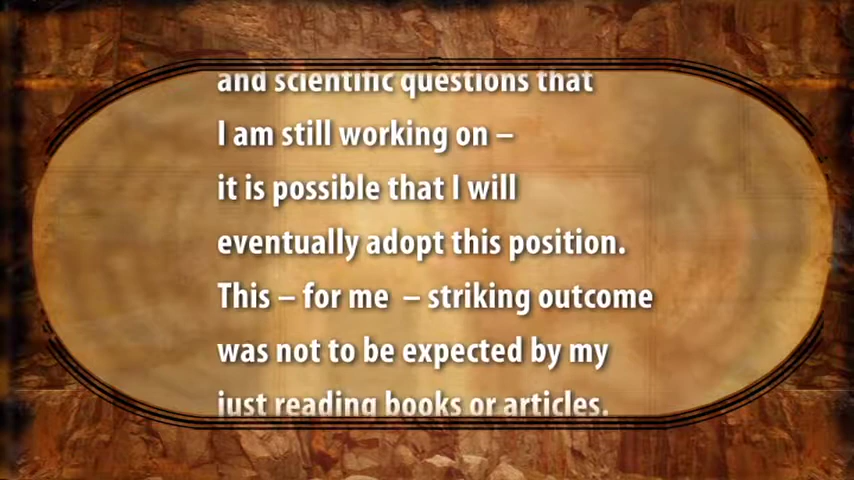 and scientific questions that
I am still working on –
it is possible that I will
eventually adopt this position.
This – for me – striking outcome
was not to be expected by my
just reading books or articles.